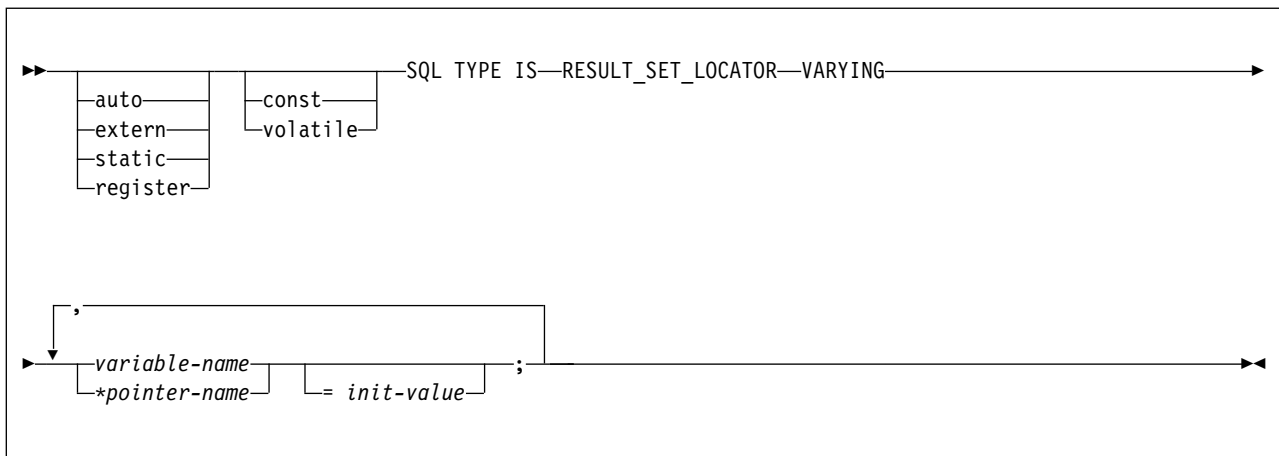 SQL TYPE IS RESULT_SET_LOCATOR VARYING
auto const
extern volatile
static
register
,
variable-name ;
*pointer-name = init-value